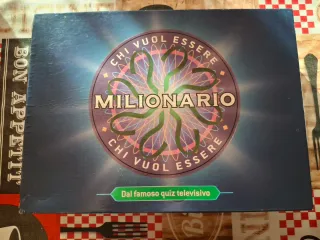 CHI VUOL ESSERE
MILIONARIO
CHI VUOL ESSERE
Dal famoso quiz televisivo
BON APPETIT